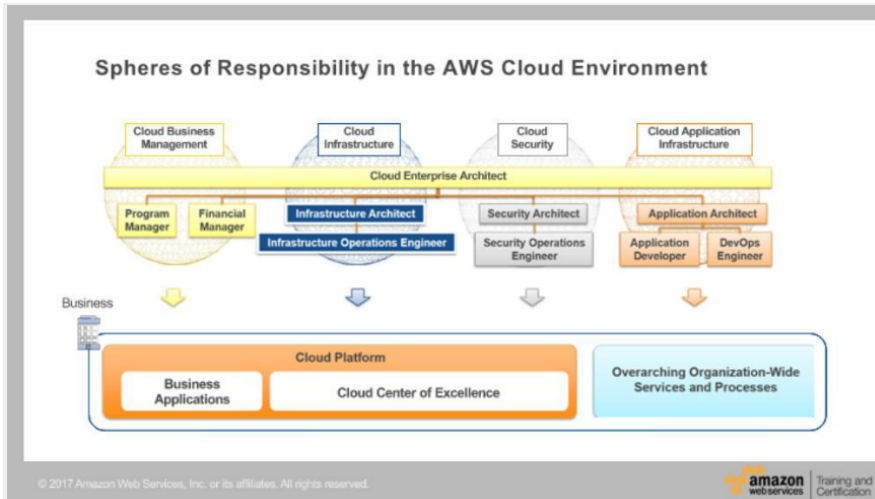 Spheres of Responsibility in the AWS Cloud Environment
Cloud Business
Management
Cloud
Infrastructure
Cloud
Security
Cloud Application
Infrastructure
Cloud Enterprise Architect
Program
Manager
Financial
Manager
Infrastructure Architect
Infrastructure Operations Engineer
Security Architect
Security Operations
Engineer
Application Architect
Application
Developer
DevOps
Engineer
Business
Cloud Platform
Business
Applications
Cloud Center of Excellence
Overarching Organization-Wide
Services and Processes
© 2017 Amazon Web Services, Inc. or its affiliates. All rights reserved.
amazon
web services
Training and
Certification